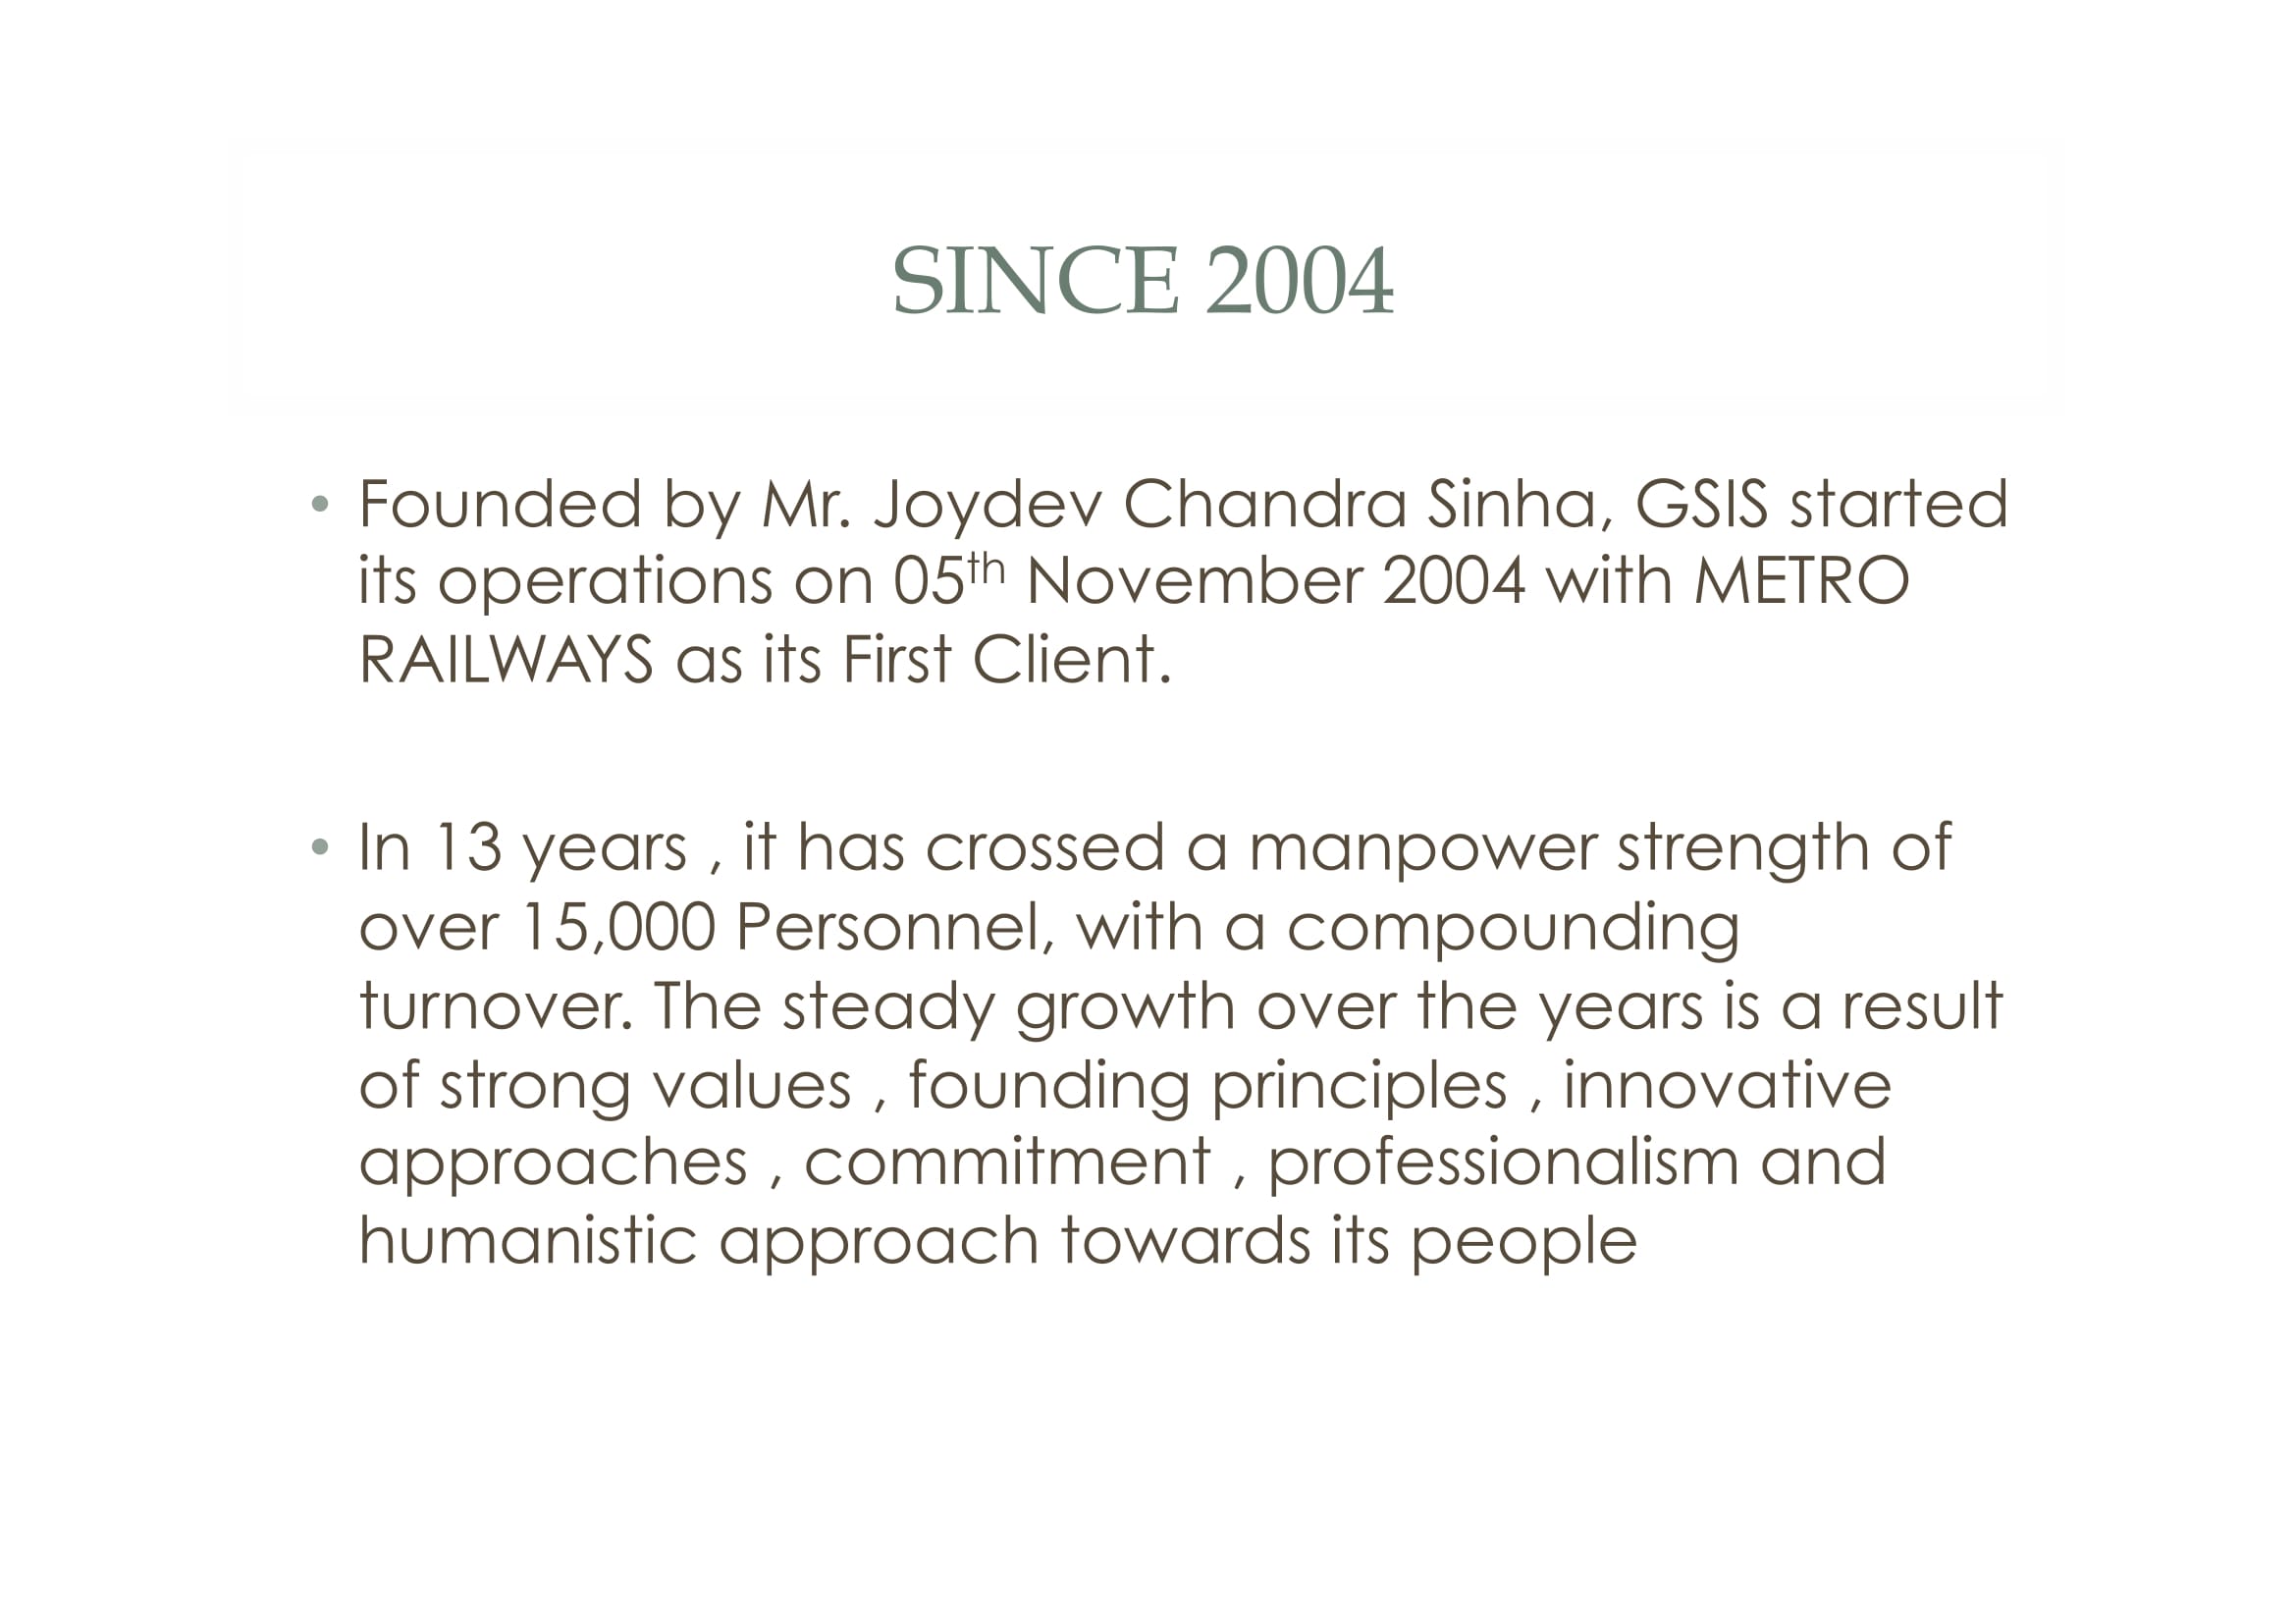 SINCE 2004
• Founded by Mr. Joydev Chandra Sinha, GSIS started
its operations on 05th November 2004 with METRO
RAILWAYS as its First Client.
• In 13 years , it has crossed a manpower strength of
over 15,000 Personnel, with a compounding
turnover. The steady growth over the years is a result
of strong values , founding principles , innovative
approaches , commitment , professionalism and
humanistic approach towards its people